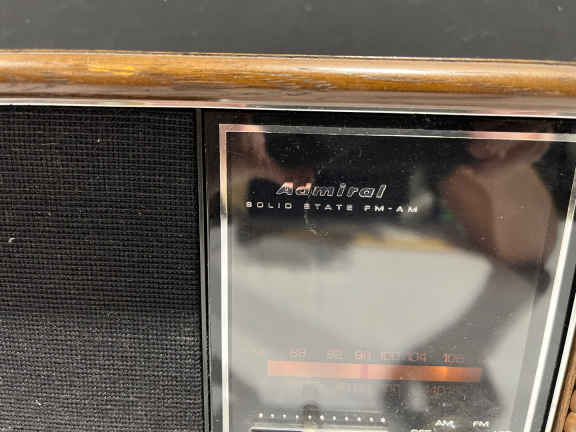 Admiral
SOLID STATE FM-AM
88 92 96 100 104 108
AM FM